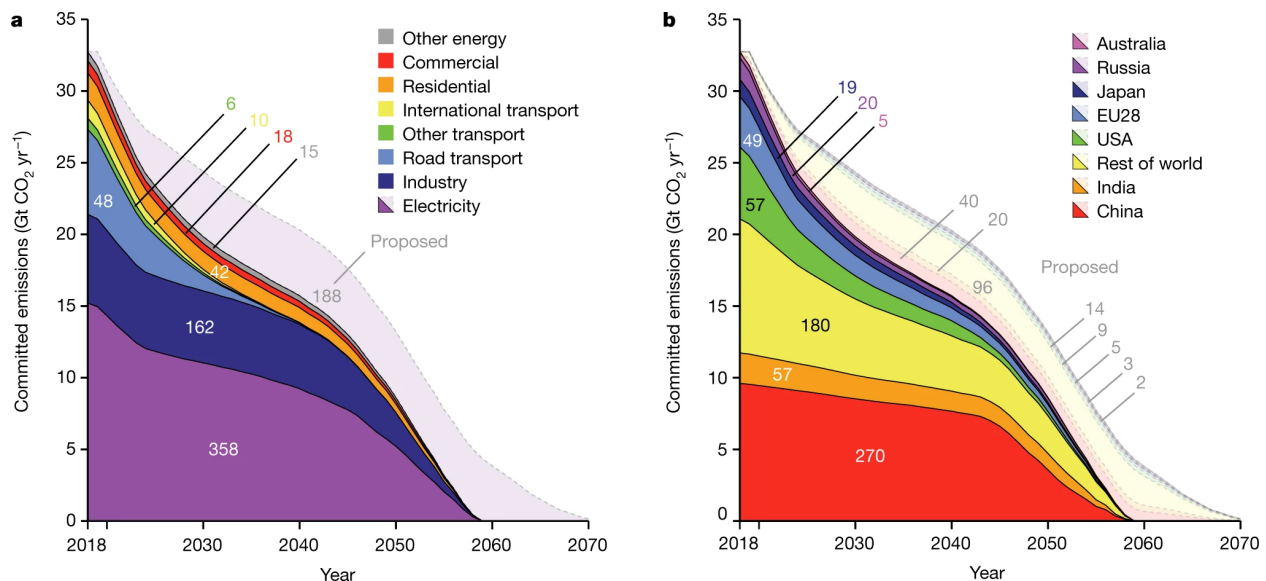 a
Committed emissions (Gt CO2 yr−1)
35
30
25
20
15
10
5
0
2018
2030
2040
2050
2060
2070
Year
Other energy
Commercial
Residential
International transport
Other transport
Road transport
Industry
Electricity
6
10
18
15
48
42
162
188
358
Proposed
b
Committed emissions (Gt CO2 yr−1)
35
30
25
20
15
10
5
0
2018
2030
2040
2050
2060
2070
Year
Australia
Russia
Japan
EU28
USA
Rest of world
India
China
19
20
5
49
57
180
57
270
40
20
96
Proposed
14
9
5
3
2